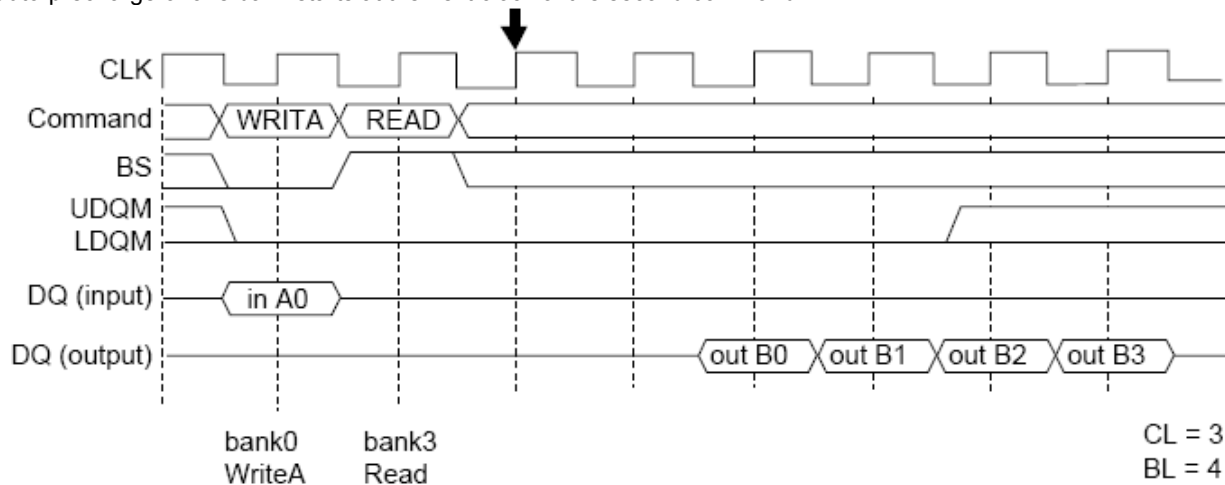 CLK
Command WRITA READ
BS
UDQM
LDQM
DQ (input) in A0
DQ (output) out B0 out B1 out B2 out B3
bank0 bank3 CL = 3
WriteA Read BL = 4